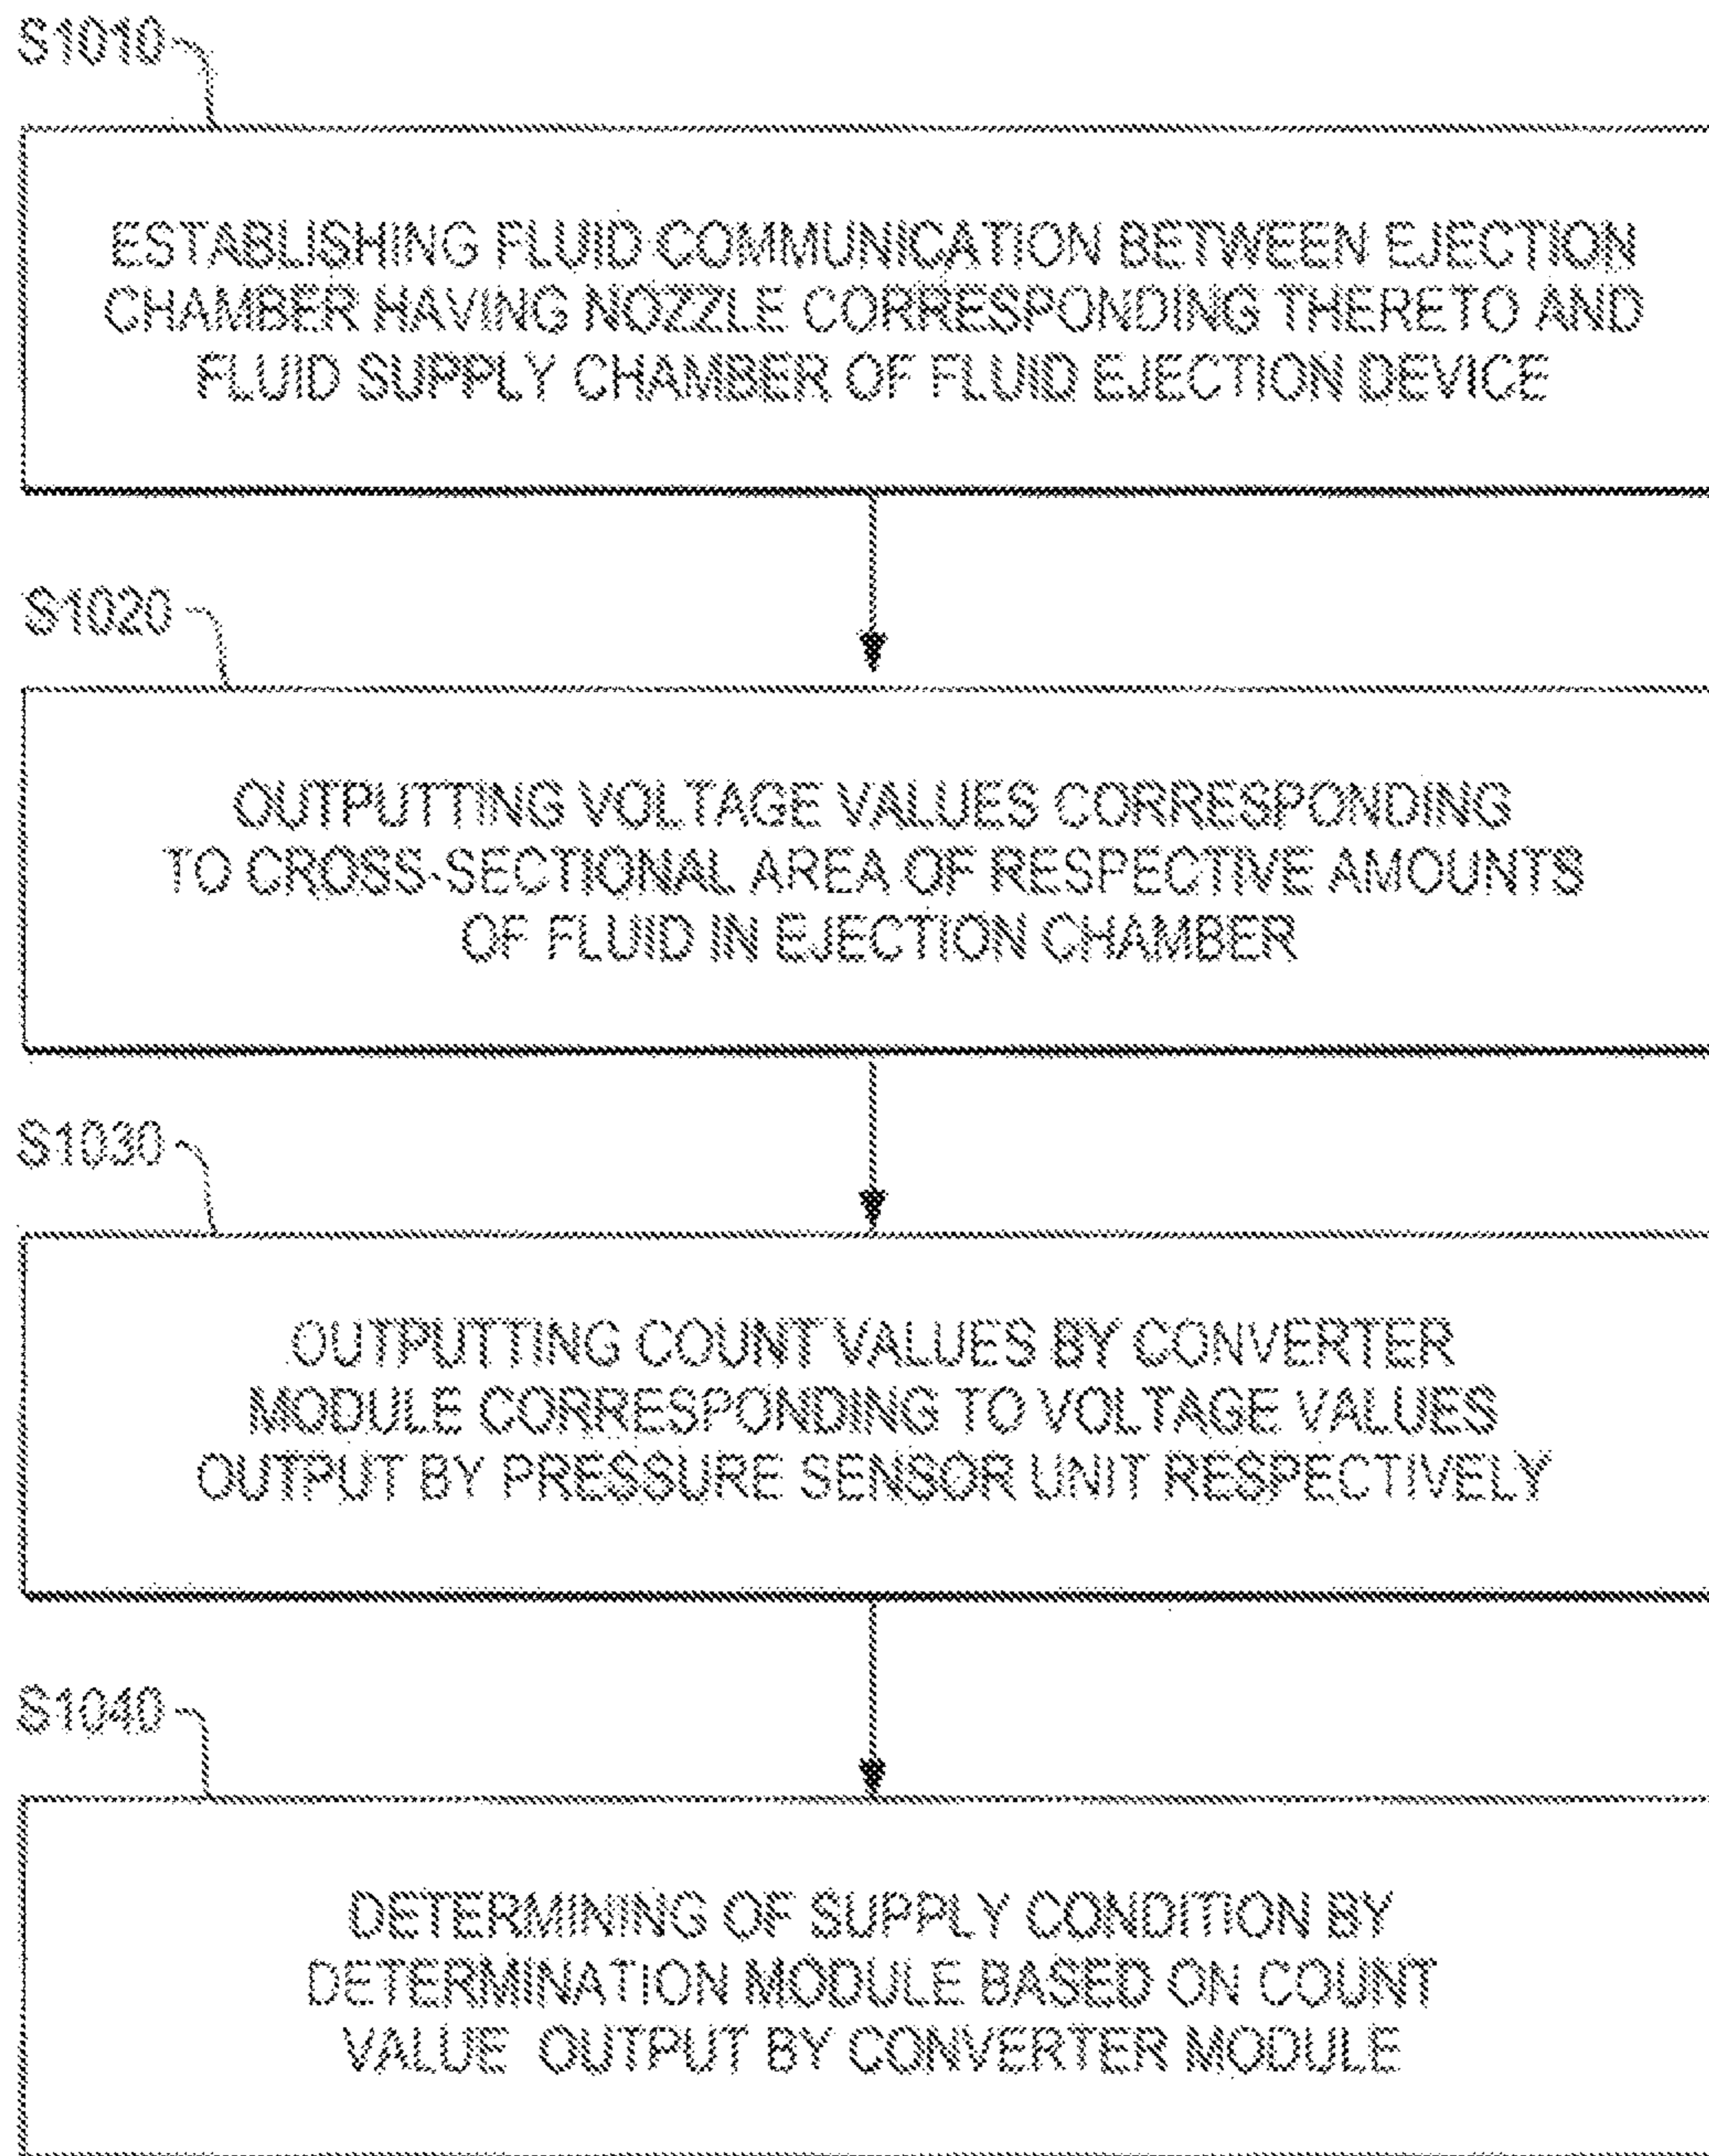 S1010
ESTABLISHING FLUID COMMUNICATION BETWEEN EJECTION
CHAMBER HAVING NOZZLE CORRESPONDING THERETO AND
FLUID SUPPLY CHAMBER OF FLUID EJECTION DEVICE
S1020
OUTPUTTING VOLTAGE VALUES CORRESPONDING
TO CROSS-SECTIONAL AREA OF RESPECTIVE AMOUNTS
OF FLUID IN EJECTION CHAMBER
S1030
OUTPUTTING COUNT VALUES BY CONVERTER
MODULE CORRESPONDING TO VOLTAGE VALUES
OUTPUT BY PRESSURE SENSOR UNIT RESPECTIVELY
S1040
DETERMINING OF SUPPLY CONDITION BY
DETERMINATION MODULE BASED ON COUNT
VALUE OUTPUT BY CONVERTER MODULE